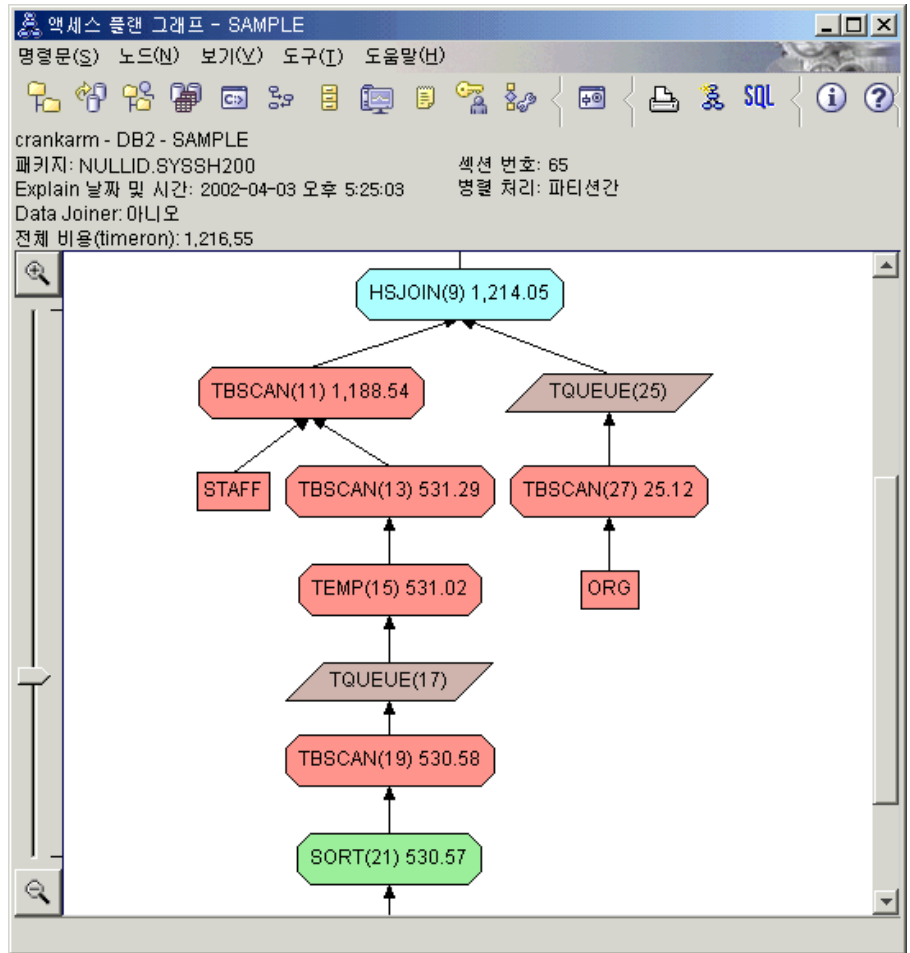 액세스 플랜 그래프 - SAMPLE
명령문(S) 노드(N) 보기(V) 도구(T) 도움말(H)
SQL
crankarm - DB2 - SAMPLE
패키지: NULLID.SYSSH200 섹션 번호: 65
Explain 날짜 및 시간: 2002-04-03 오후 5:25:03 병렬 처리: 파티션간
Data Joiner: 아니오
전체 비용(timeron): 1,216,55
HSJOIN(9) 1,214.05
TBSCAN(11) 1,188.54 TQUEUE(25)
STAFF TBSCAN(13) 531.29 TBSCAN(27) 25.12
TEMP(15) 531.02 ORG
TQUEUE(17)
TBSCAN(19) 530.58
SORT(21) 530.57